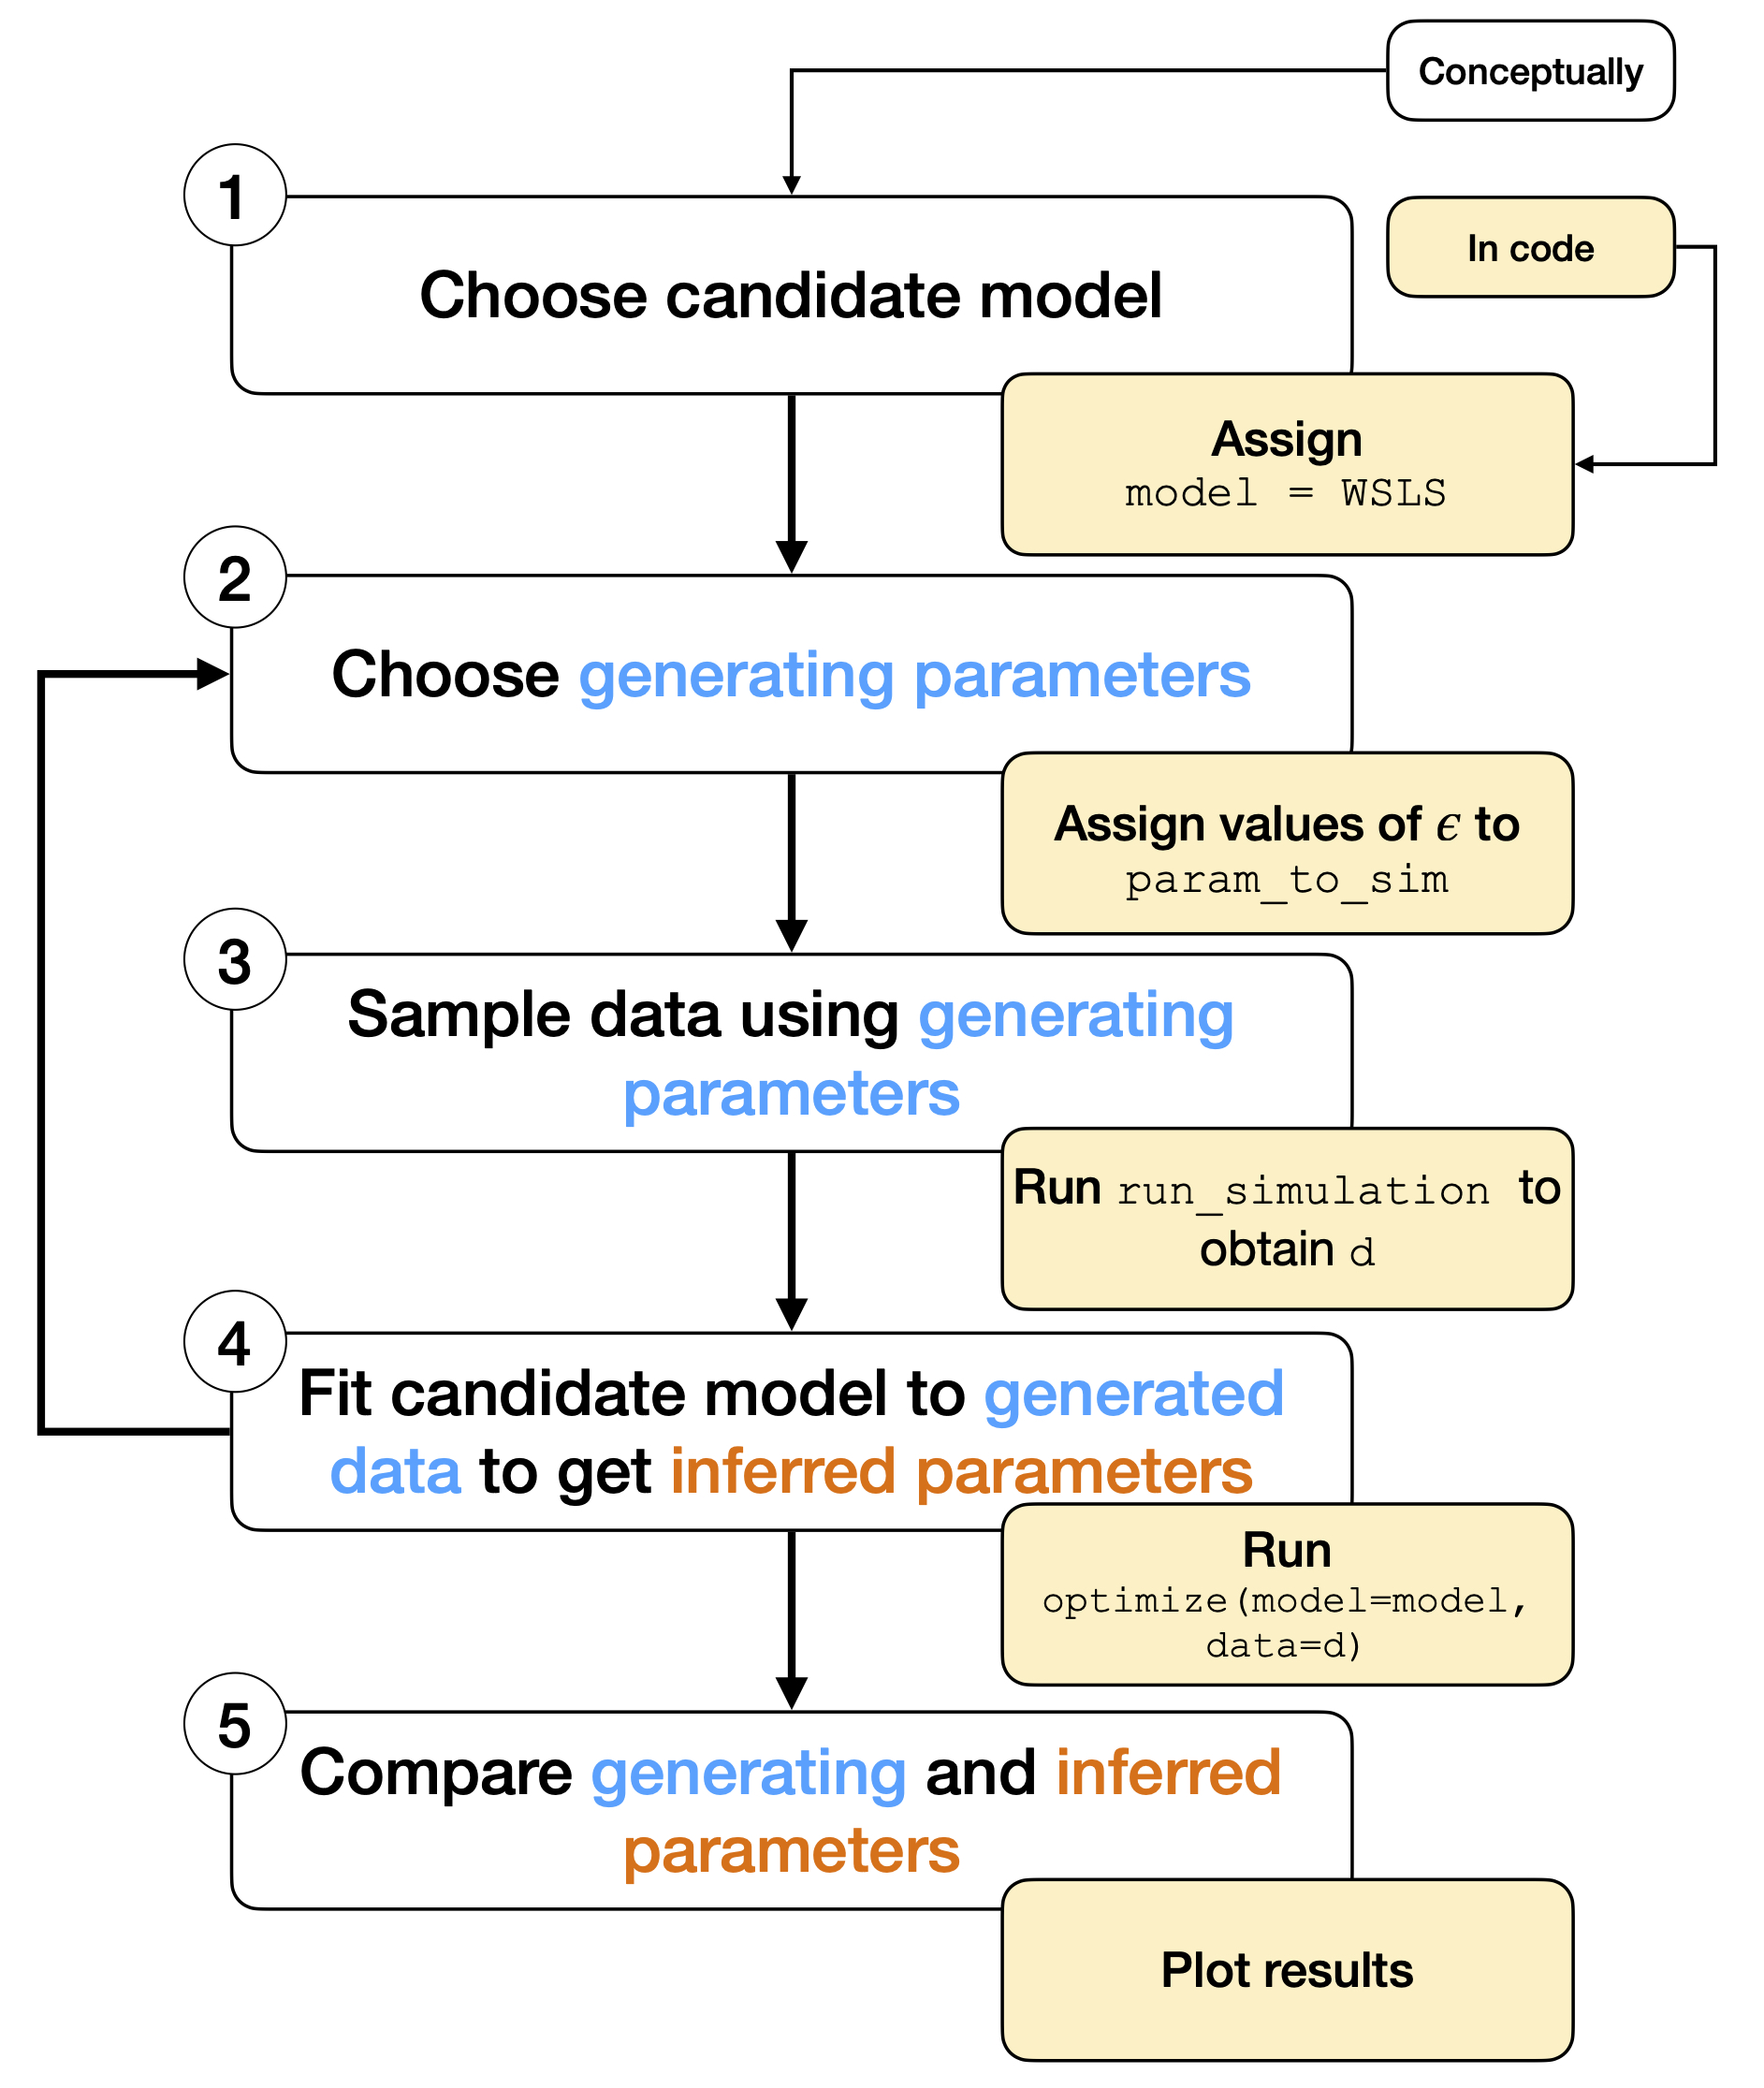 Conceptually
1
Choose candidate model
In code
Assign
model = WSLS
2
Choose generating parameters
Assign values of ϵ to
param_to_sim
3
Sample data using generating
parameters
Run run_simulation to
obtain d
4
Fit candidate model to generated
data to get inferred parameters
Run
optimize(model=model,
data=d)
5
Compare generating and inferred
parameters
Plot results